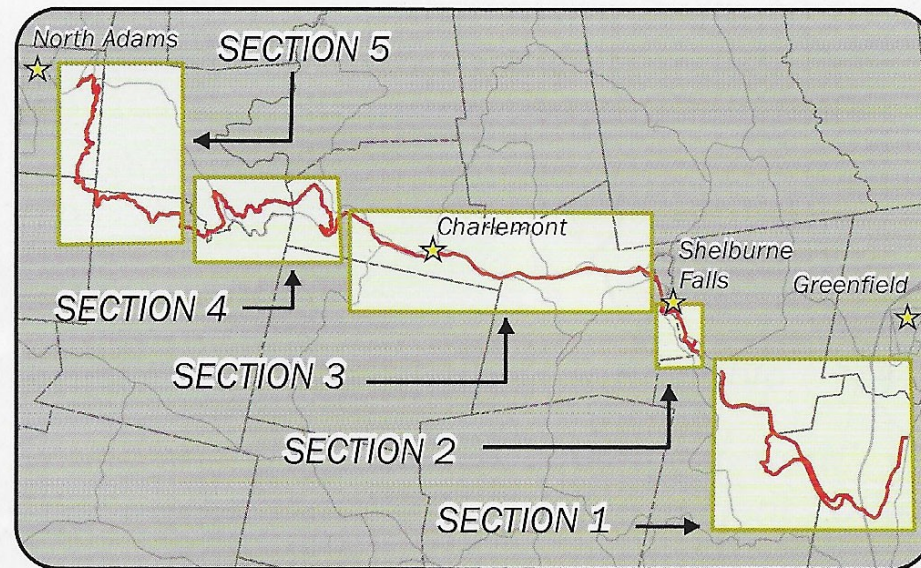 North Adams
SECTION 5
Charlemont
Shelburne
Falls
Greenfield
SECTION 4
SECTION 3
SECTION 2
SECTION 1